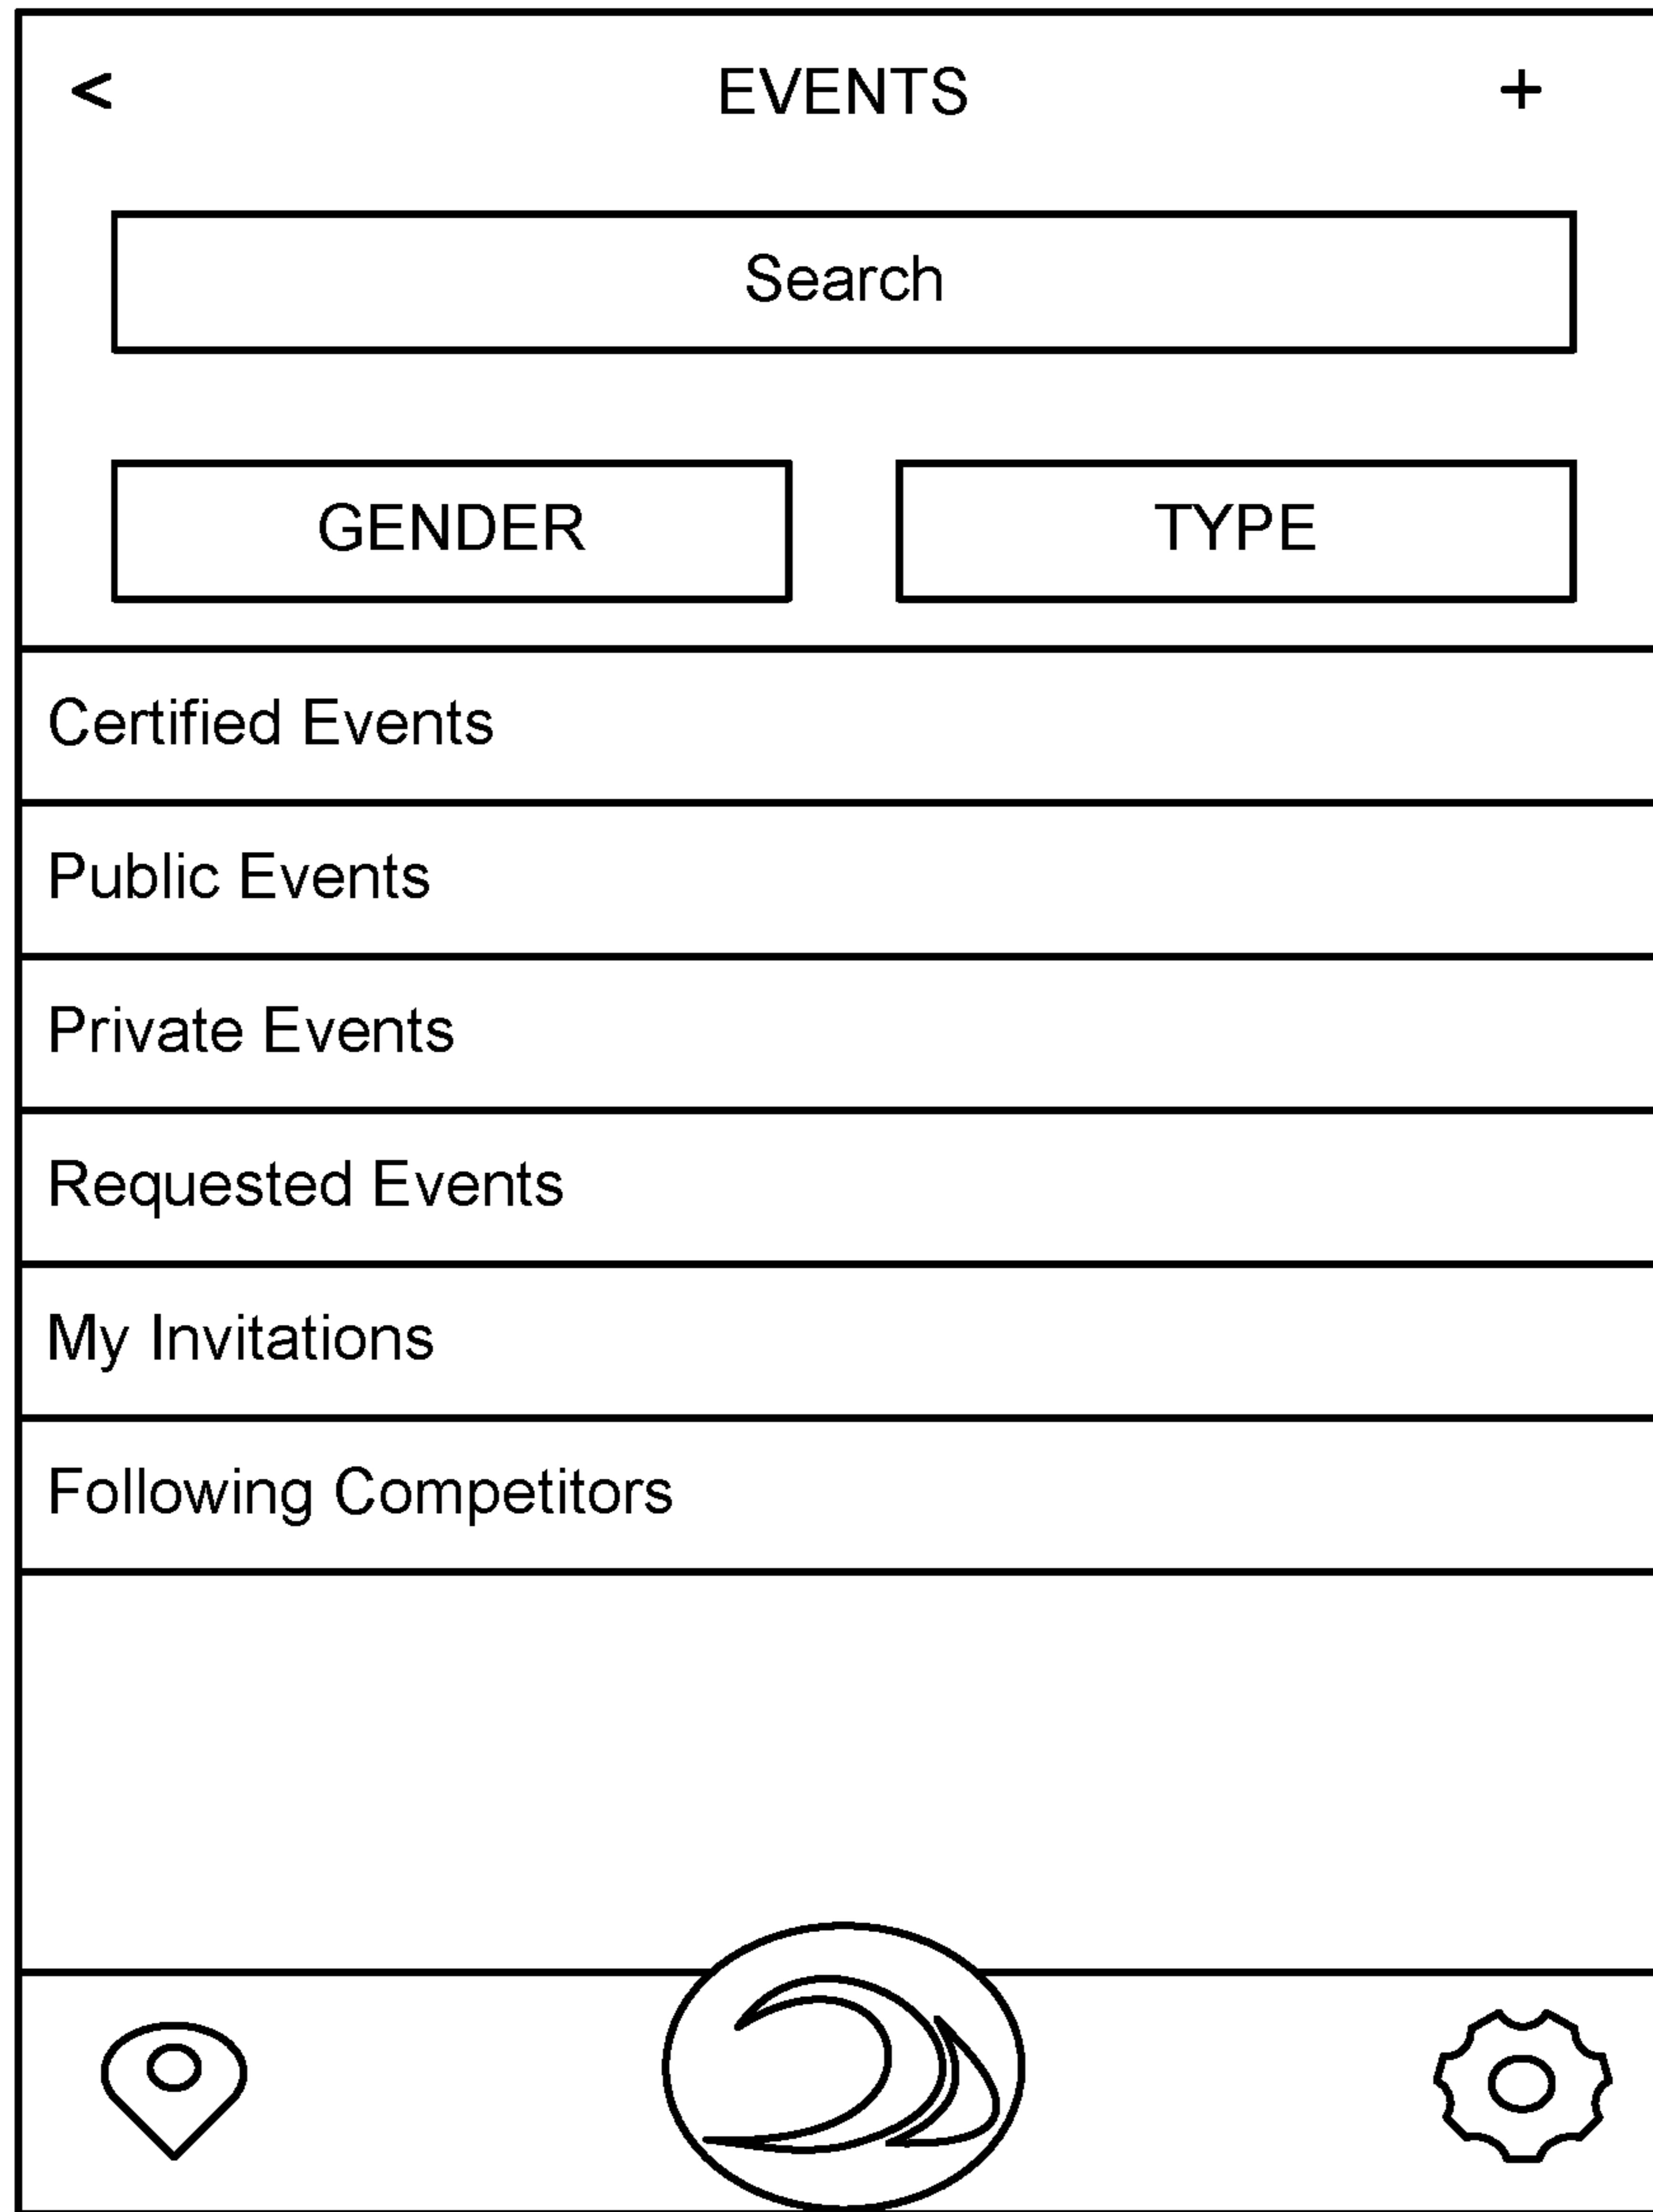 < EVENTS +
Search
GENDER TYPE
Certified Events
Public Events
Private Events
Requested Events
My Invitations
Following Competitors